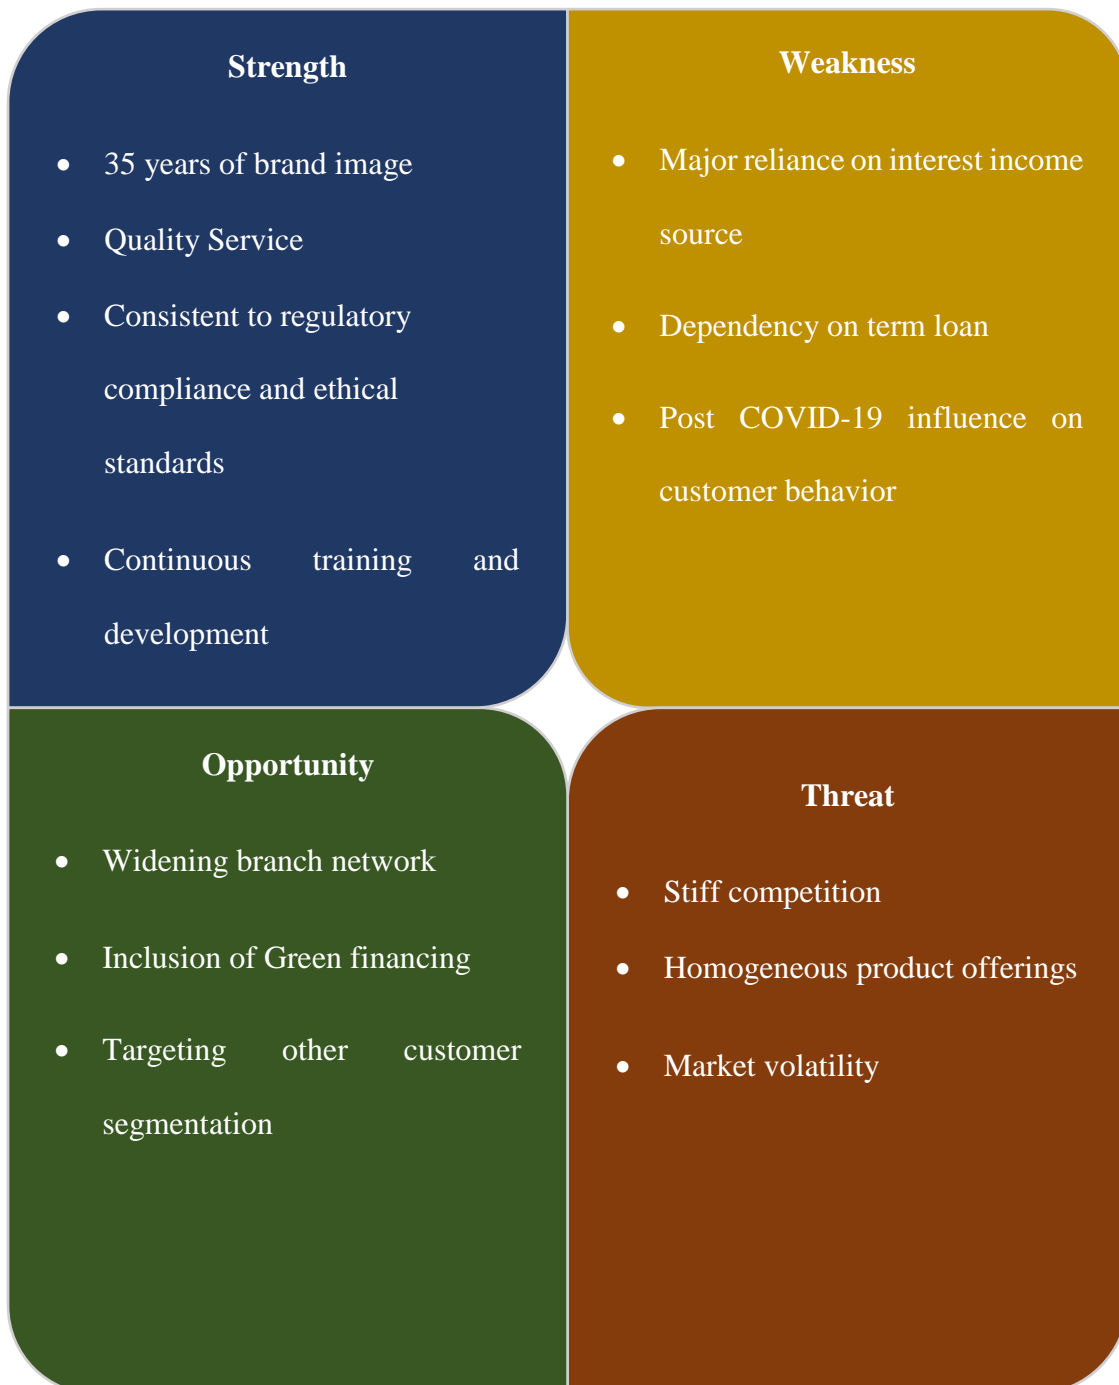 Strength
• 35 years of brand image
• Quality Service
• Consistent to regulatory
compliance and ethical
standards
• Continuous training and
development
Weakness
• Major reliance on interest income
source
• Dependency on term loan
• Post COVID-19 influence on
customer behavior
Opportunity
• Widening branch network
• Inclusion of Green financing
• Targeting other customer
segmentation
Threat
• Stiff competition
• Homogeneous product offerings
• Market volatility